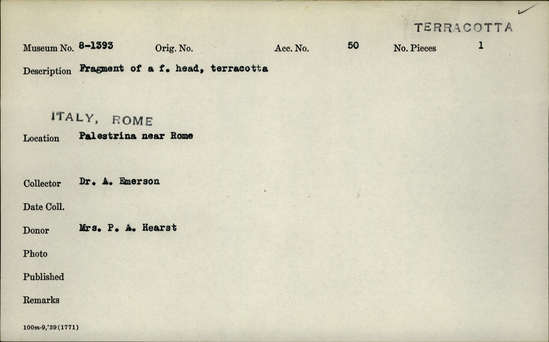 TERRACOTTA
Museum No. 8-1393 Orig. No. Acc. No. 50 No. Pieces 1
Description Fragment of a f. head, terracotta
ITALY, ROME
Location Palestrina near Rome
Collector Dr. A. Emerson
Date Coll.
Donor Mrs. P. A. Hearst
Photo
Published
Remarks
100m-9,'39(1771)